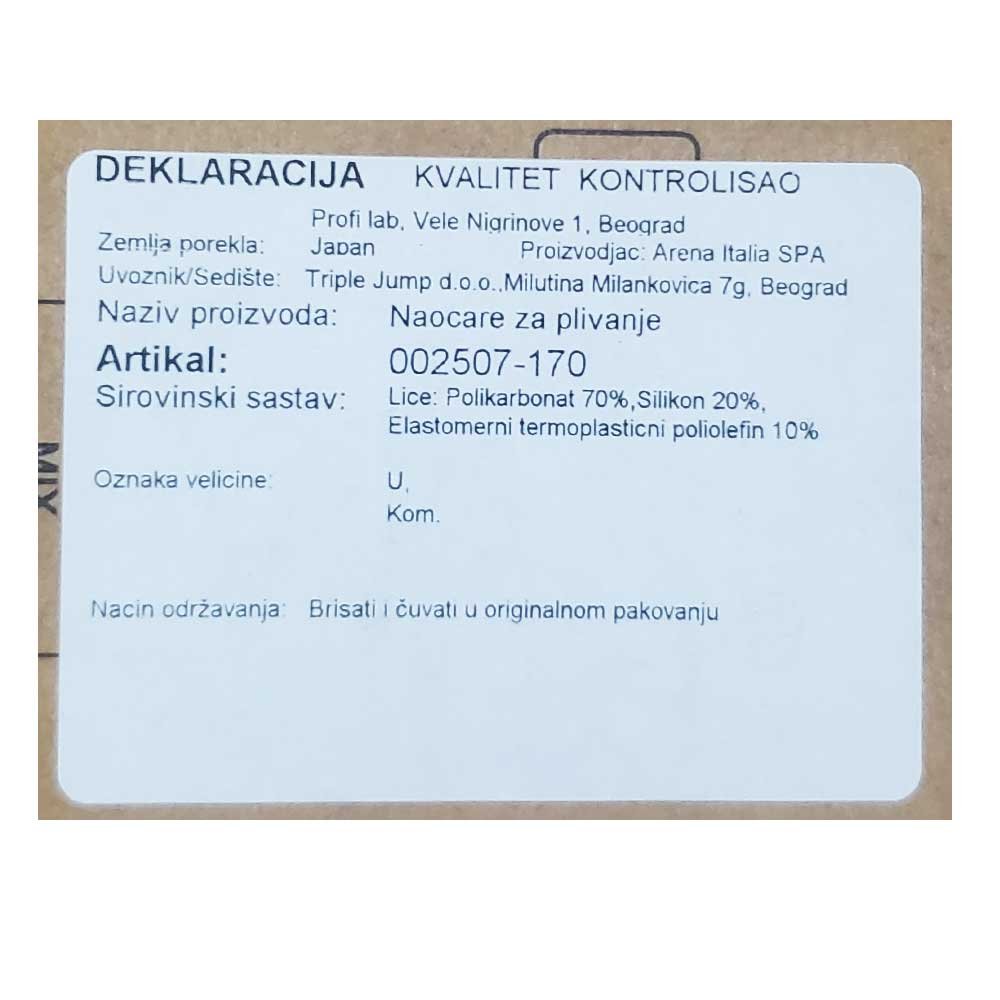 DEKLARACIJA KVALITET KONTROLISAO
Profi lab, Vele Nigrinove 1, Beograd
Zemlja porekla: Japan Proizvodjac: Arena Italia SPA
Uvoznik/Sedište: Triple Jump d.o.o.,Milutina Milankovica 7g, Beograd
Naziv proizvoda: Naocare za plivanje
Artikal: 002507-170
Sirovinski sastav: Lice: Polikarbonat 70%,Silikon 20%,
Elastomerni termoplasticni poliolefin 10%
MIX
Oznaka velicine: U,
Kom.
Nacin održavanja: Brisati i čuvati u originalnom pakovanju